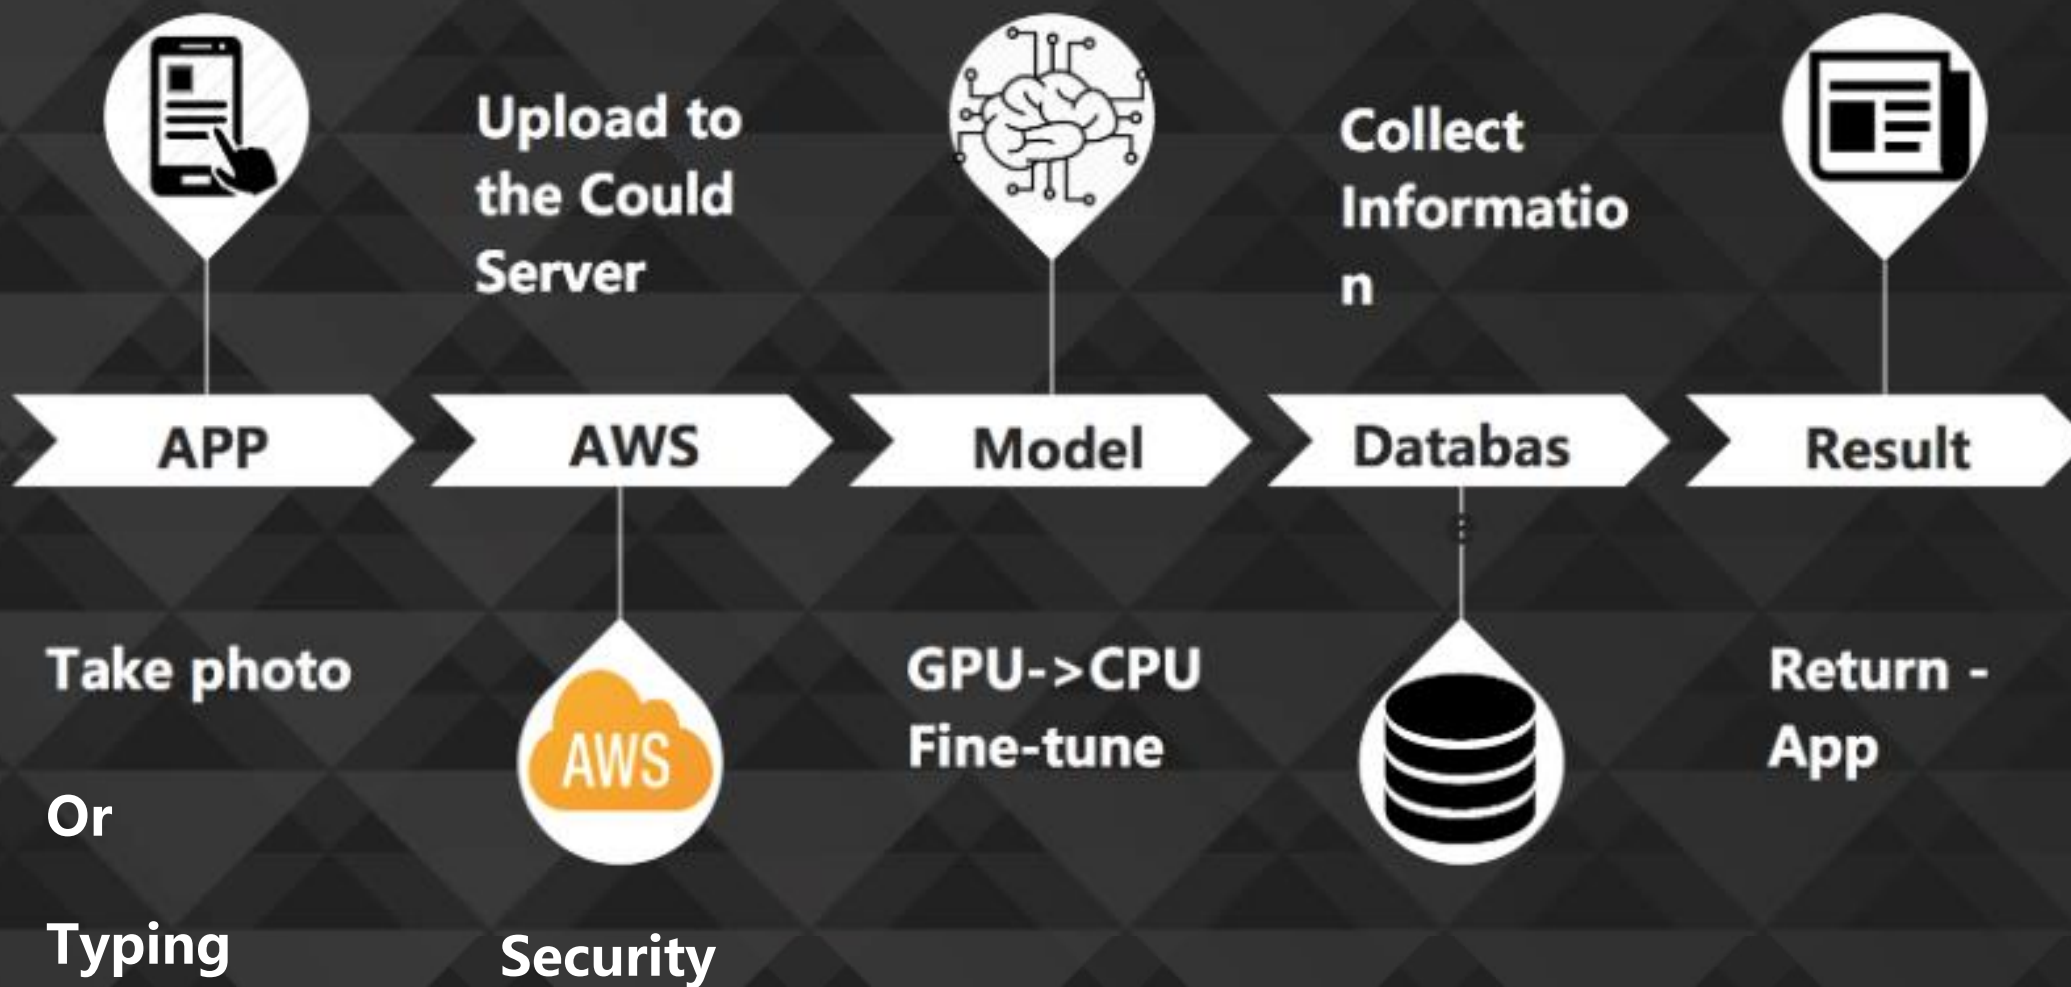 Upload to
the Could
Server
Collect
Informatio
n
APP
AWS
Model
Databas
e
Result
Take photo
Or
Typing
AWS
Security
GPU->CPU
Fine-tune
Return -
App